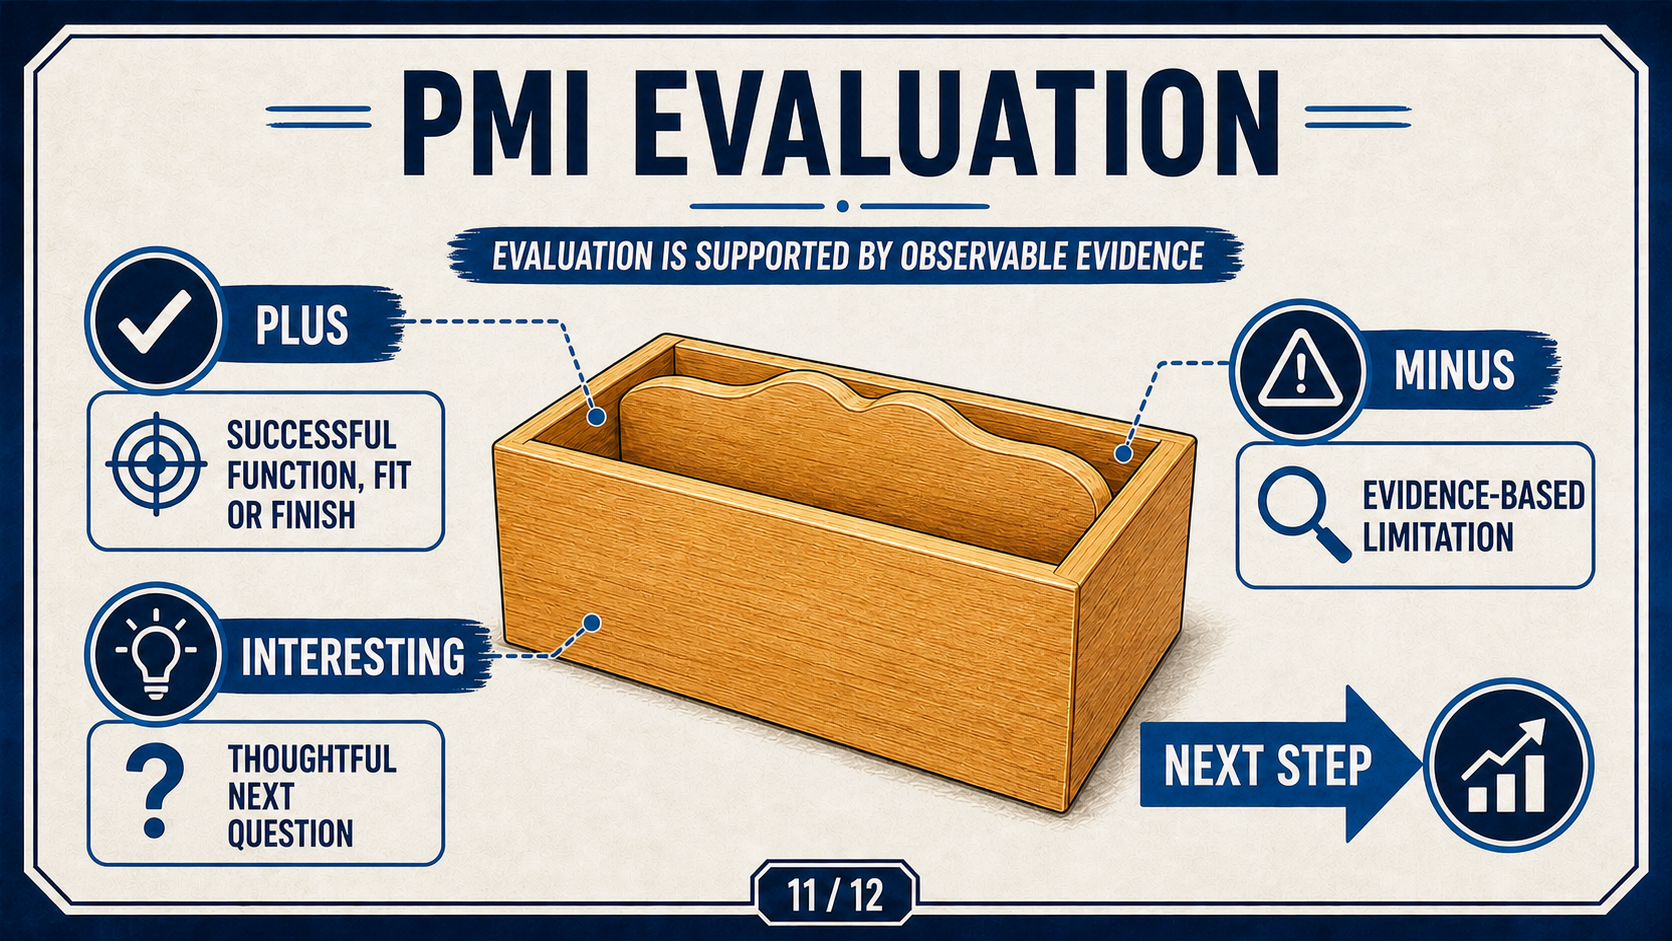 PMI EVALUATION
EVALUATION IS SUPPORTED BY OBSERVABLE EVIDENCE
PLUS
SUCCESSFUL
FUNCTION, FIT
OR FINISH
MINUS
EVIDENCE-BASED
LIMITATION
INTERESTING
THOUGHTFUL
NEXT
QUESTION
NEXT STEP
11 / 12